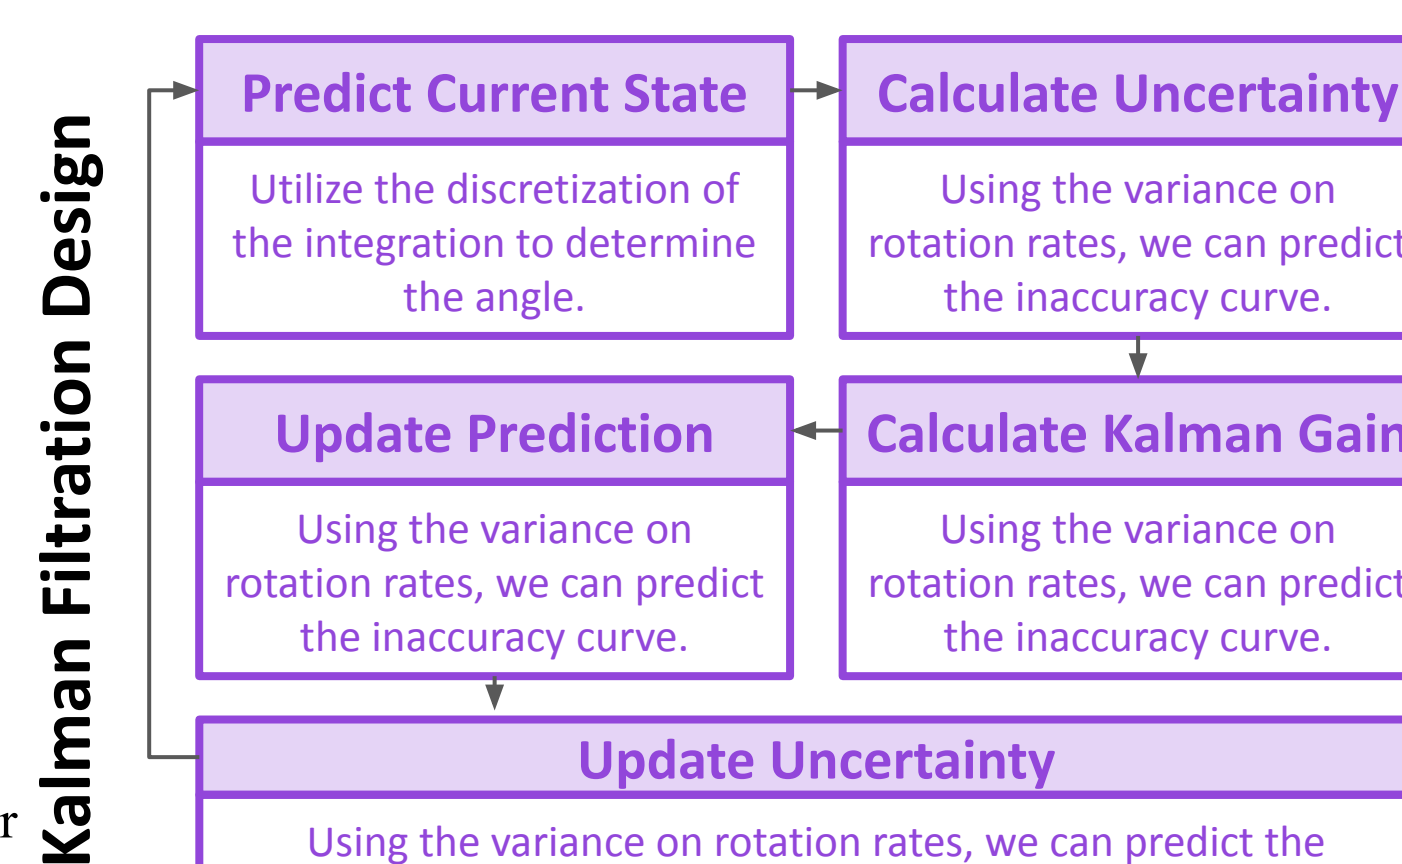 Kalman Filtration Design
Predict Current State
Utilize the discretization of
the integration to determine
the angle.
Calculate Uncertainty
Using the variance on
rotation rates, we can predict
the inaccuracy curve.
Update Prediction
Using the variance on
rotation rates, we can predict
the inaccuracy curve.
Calculate Kalman Gain
Using the variance on
rotation rates, we can predict
the inaccuracy curve.
Update Uncertainty
Using the variance on rotation rates, we can predict the
r